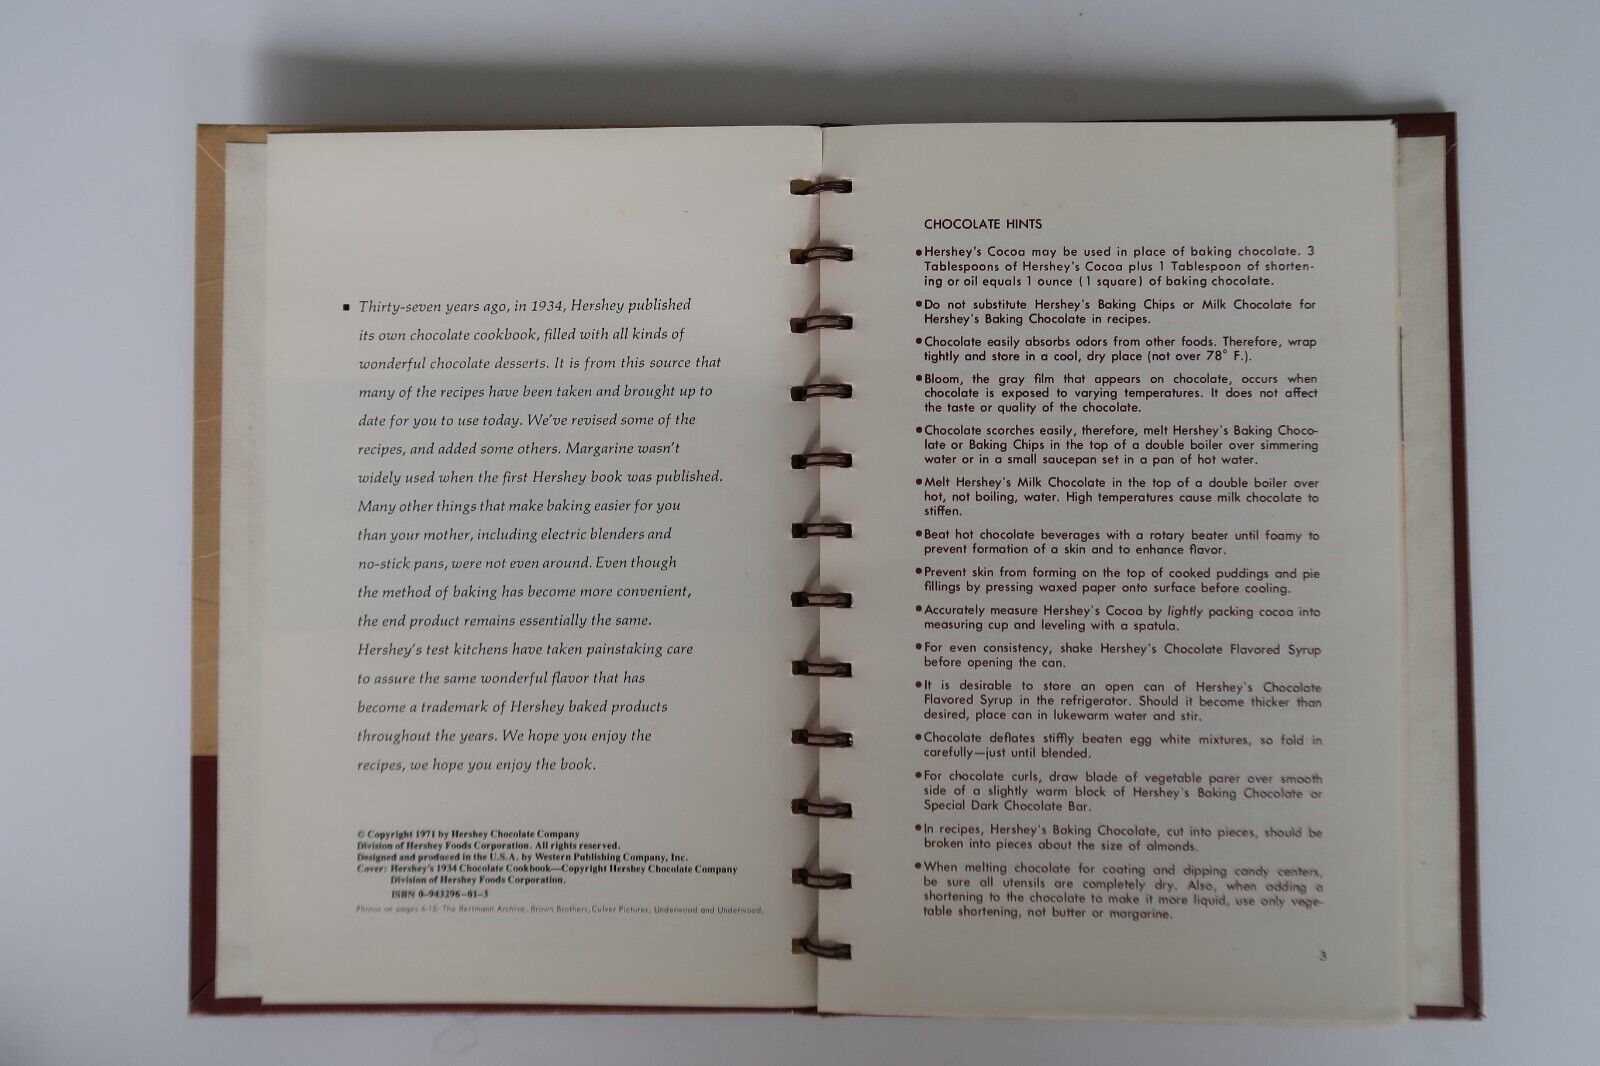 ■ Thirty-seven years ago, in 1934, Hershey published
its own chocolate cookbook, filled with all kinds of
wonderful chocolate desserts. It is from this source that
many of the recipes have been taken and brought up to
date for you to use today. We've revised some of the
recipes, and added some others. Margarine wasn't
widely used when the first Hershey book was published.
Many other things that make baking easier for you
than your mother, including electric blenders and
no-stick pans, were not even around. Even though
the method of baking has become more convenient,
the end product remains essentially the same.
Hershey's test kitchens have taken painstaking care
to assure the same wonderful flavor that has
become a trademark of Hershey baked products
throughout the years. We hope you enjoy the
recipes, we hope you enjoy the book.
© Copyright 1971 by Hershey Chocolate Company
Division of Hershey Foods Corporation. All rights reserved.
Designed and produced in the U.S.A. by Western Publishing Company, Inc.
Cover: Hershey's 1934 Chocolate Cookbook—Copyright Hershey Chocolate Company
Division of Hershey Foods Corporation.
ISBN 0-943296-01-3
Photos on pages 6-15: The Bettmann Archive, Brown Brothers, Culver Pictures, Underwood and Underwood.
CHOCOLATE HINTS
•Hershey's Cocoa may be used in place of baking chocolate. 3
Tablespoons of Hershey's Cocoa plus 1 Tablespoon of shorten-
ing or oil equals 1 ounce (1 square) of baking chocolate.
•Do not substitute Hershey's Baking Chips or Milk Chocolate for
Hershey's Baking Chocolate in recipes.
•Chocolate easily absorbs odors from other foods. Therefore, wrap
tightly and store in a cool, dry place (not over 78° F.).
•Bloom, the gray film that appears on chocolate, occurs when
chocolate is exposed to varying temperatures. It does not affect
the taste or quality of the chocolate.
•Chocolate scorches easily, therefore, melt Hershey's Baking Choco-
late or Baking Chips in the top of a double boiler over simmering
water or in a small saucepan set in a pan of hot water.
•Melt Hershey's Milk Chocolate in the top of a double boiler over
hot, not boiling, water. High temperatures cause milk chocolate to
stiffen.
•Beat hot chocolate beverages with a rotary beater until foamy to
prevent formation of a skin and to enhance flavor.
•Prevent skin from forming on the top of cooked puddings and pie
fillings by pressing waxed paper onto surface before cooling.
•Accurately measure Hershey's Cocoa by lightly packing cocoa into
measuring cup and leveling with a spatula.
•For even consistency, shake Hershey's Chocolate Flavored Syrup
before opening the can.
•It is desirable to store an open can of Hershey's Chocolate
Flavored Syrup in the refrigerator. Should it become thicker than
desired, place can in lukewarm water and stir.
•Chocolate deflates stiffly beaten egg white mixtures, so fold in
carefully—just until blended.
•For chocolate curls, draw blade of vegetable parer over smooth
side of a slightly warm block of Hershey's Baking Chocolate or
Special Dark Chocolate Bar.
•In recipes, Hershey's Baking Chocolate, cut into pieces, should be
broken into pieces about the size of almonds.
•When melting chocolate for coating and dipping candy centers,
be sure all utensils are completely dry. Also, when adding a
shortening to the chocolate to make it more liquid, use only vege-
table shortening, not butter or margarine.
3